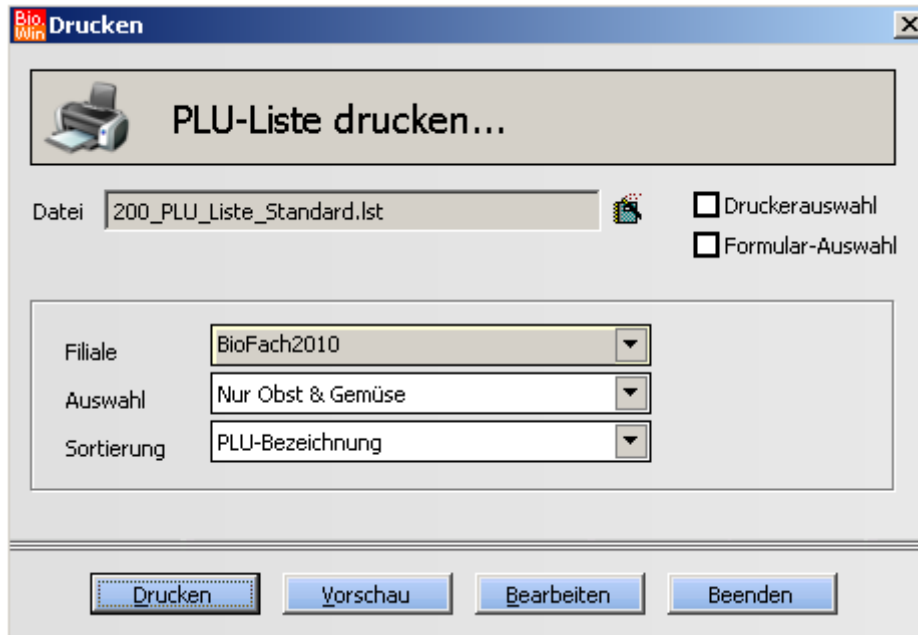 Bio Win Drucken
PLU-Liste drucken...
Datei 200_PLU_Liste_Standard.lst
Druckerauswahl
Formular-Auswahl
Filiale BioFach2010
Auswahl Nur Obst & Gemüse
Sortierung PLU-Bezeichnung
Drucken Vorschau Bearbeiten Beenden